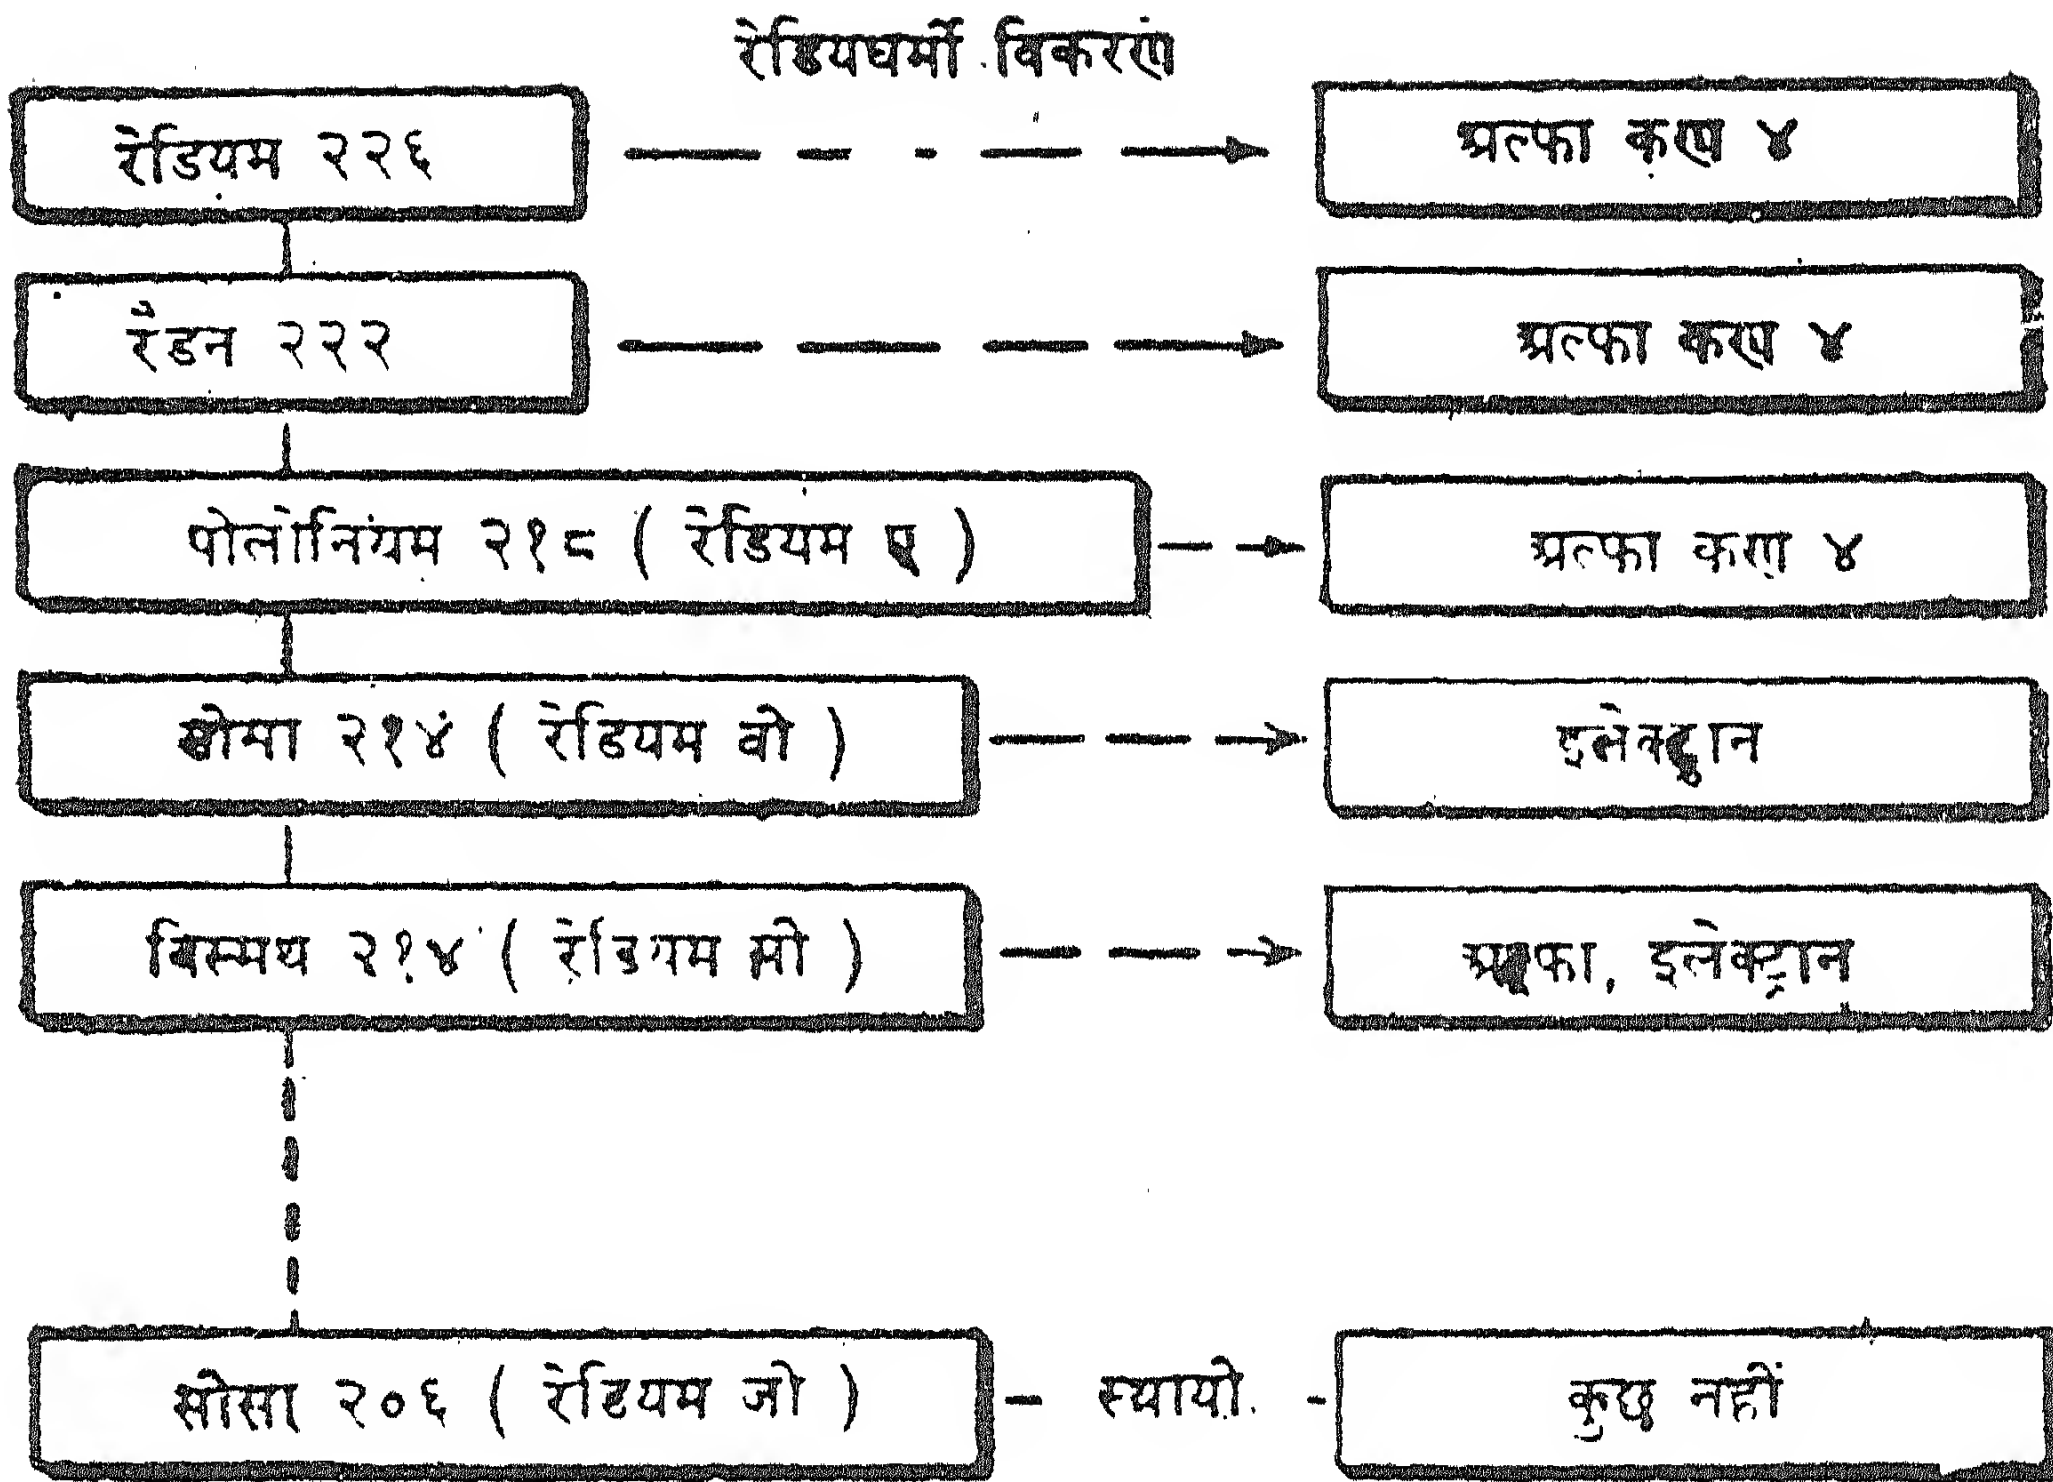 रेडियधर्मी विकरण
रेडियम २२६
अल्फा कण ४
रैडन २२२
अल्फा कण ४
पोलोनियम २१८ ( रेडियम ए )
अल्फा कण ४
सीसा २१४ ( रेडियम बी )
इलेक्ट्रान
बिस्मथ २१४ ( रेडियम सी )
अल्फा, इलेक्ट्रान
सीसा २०६ ( रेडियम जी )
स्थायी
कुछ नहीं